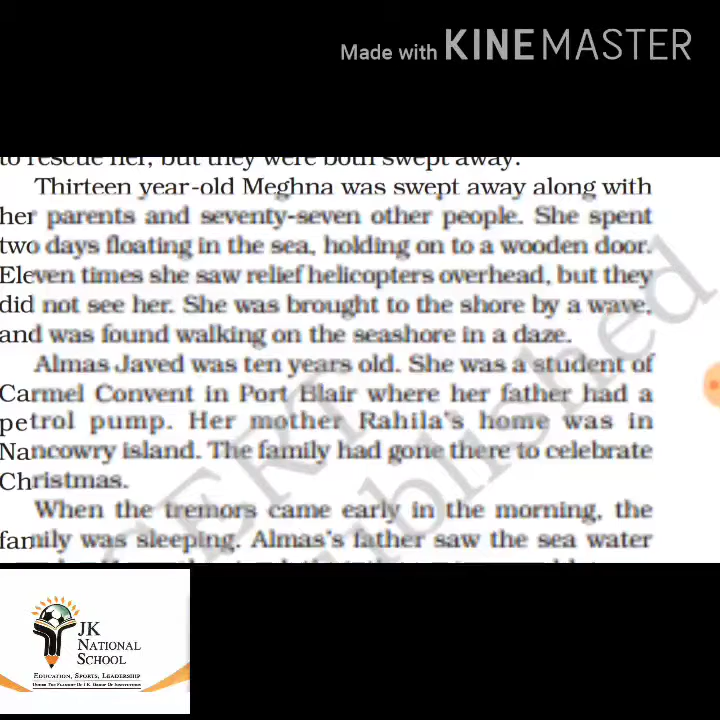 Made with KINEMASTER
to rescue her, but they were both swept away.
Thirteen year-old Meghna was swept away along with
her parents and seventy-seven other people. She spent
two days floating in the sea, holding on to a wooden door.
Eleven times she saw relief helicopters overhead, but they
did not see her. She was brought to the shore by a wave,
and was found walking on the seashore in a daze.
Almas Javed was ten years old. She was a student of
Carmel Convent in Port Blair where her father had a
petrol pump. Her mother Rahila's home was in
Nancowry island. The family had gone there to celebrate
Christmas.
When the tremors came early in the morning, the
family was sleeping. Almas's father saw the sea water
JK
NATIONAL
SCHOOL
EDUCATION, SPORTS, LEADERSHIP